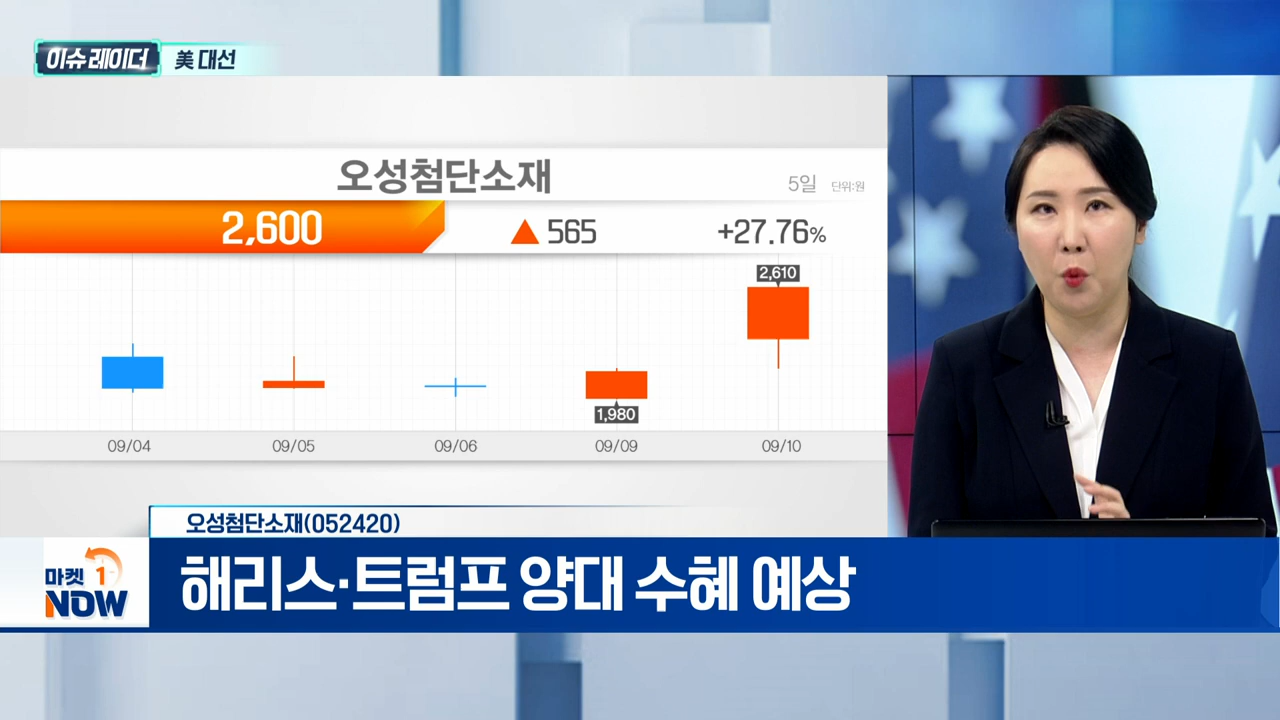 이슈 레이더 美 대선
오성첨단소재
5일 단위:원
2,600 ▲ 565 +27.76%
2,610
1,980
09/04 09/05 09/06 09/09 09/10
오성첨단소재(052420)
마켓 1
NOW
해리스·트럼프 양대 수혜 예상